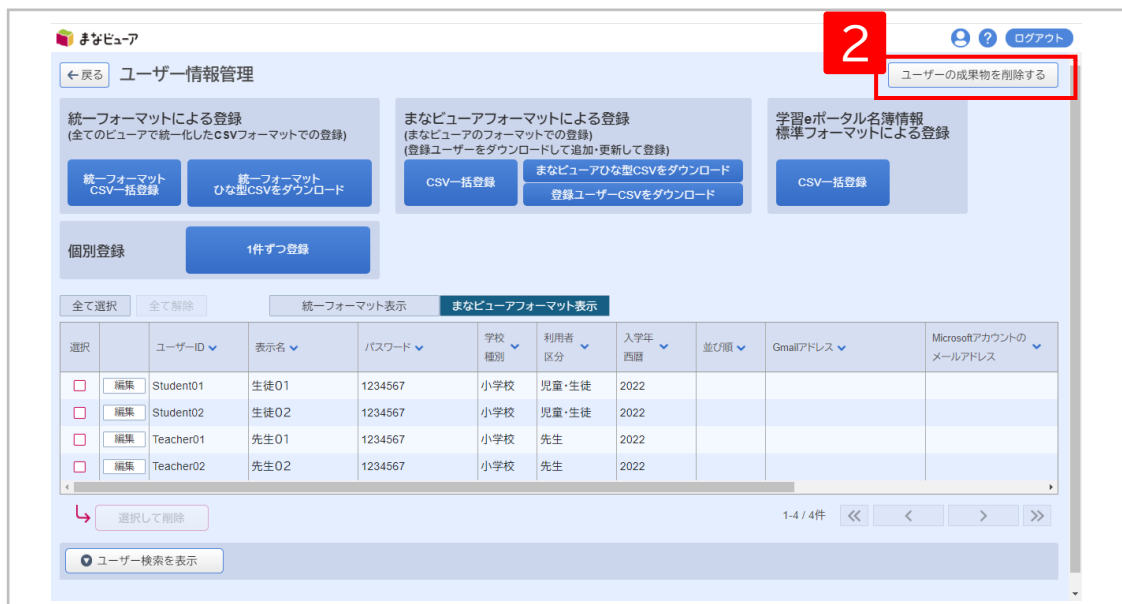 まなビューア
2
?
ログアウト
←戻る
ユーザー情報管理
ユーザーの成果物を削除する
統一フォーマットによる登録
(全てのビューアで統一化したCSVフォーマットでの登録)
統一フォーマット
CSV一括登録
統一フォーマット
ひな型CSVをダウンロード
まなビューアフォーマットによる登録
(まなビューアのフォーマットでの登録)
(登録ユーザーをダウンロードして追加・更新して登録)
CSV一括登録
まなビューアひな型CSVをダウンロード
登録ユーザーCSVをダウンロード
学習eポータル名簿情報
標準フォーマットによる登録
CSV一括登録
個別登録
1件ずつ登録
全て選択
全て解除
統一フォーマット表示
まなビューアフォーマット表示
選択 ユーザーID 表示名 パスワード 学校種別 利用者区分 入学年西暦 並び順 Gmailアドレス Microsoftアカウントのメールアドレス
編集 Student01 生徒01 1234567 小学校 児童・生徒 2022
編集 Student02 生徒02 1234567 小学校 児童・生徒 2022
編集 Teacher01 先生01 1234567 小学校 先生 2022
編集 Teacher02 先生02 1234567 小学校 先生 2022
選択して削除
1-4 / 4件
ユーザー検索を表示